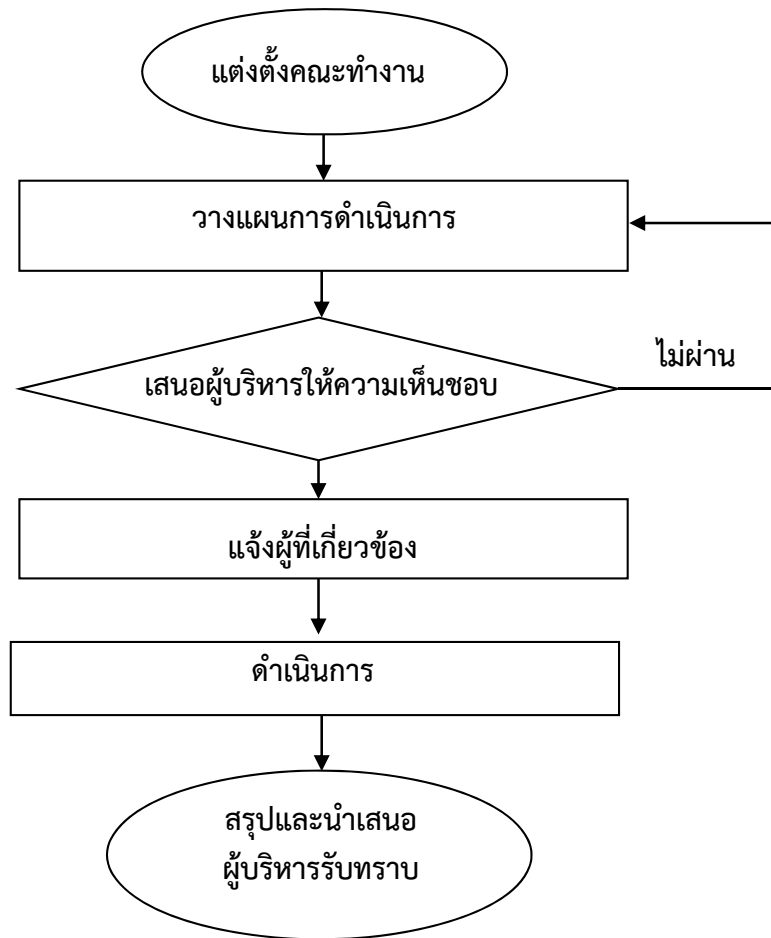 แต่งตั้งคณะทำงาน
วางแผนการดำเนินการ
ไม่ผ่าน
เสนอผู้บริหารให้ความเห็นชอบ
แจ้งผู้ที่เกี่ยวข้อง
ดำเนินการ
สรุปและนำเสนอ
ผู้บริหารรับทราบ